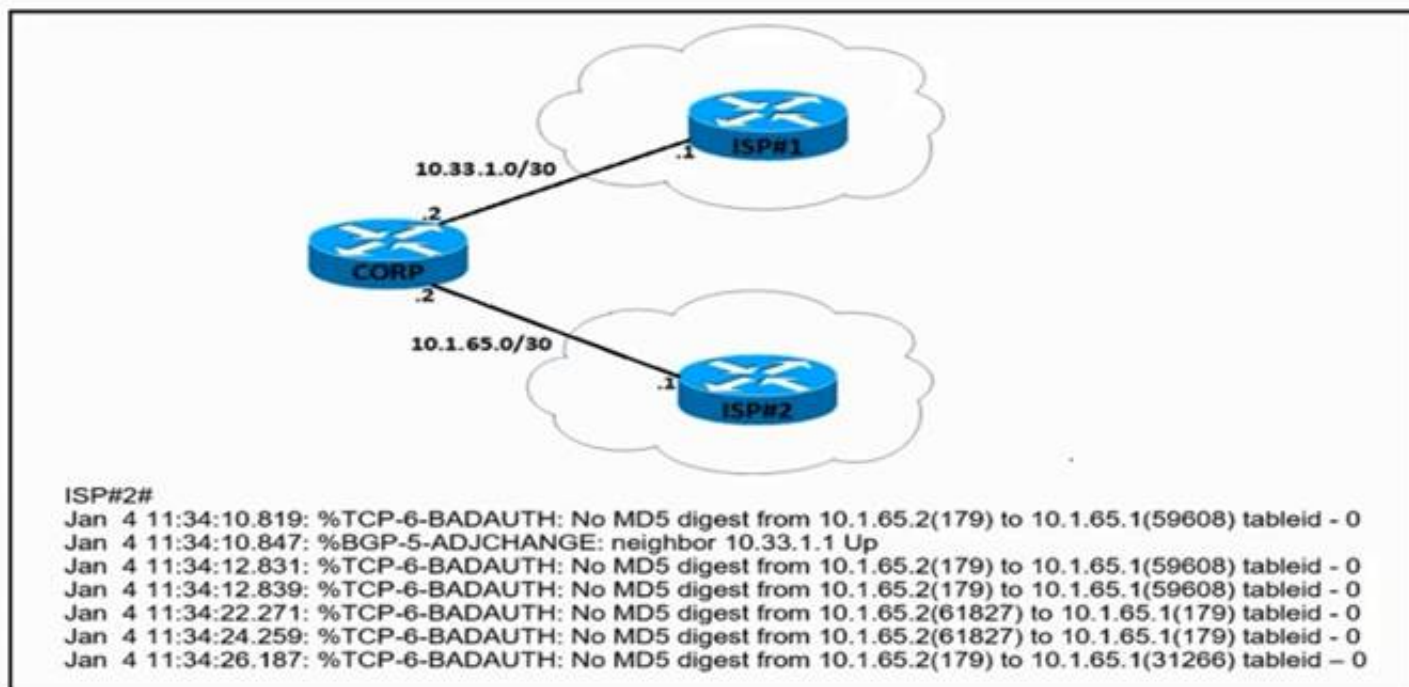 ISP#1
.1
10.33.1.0/30
.2
CORP
.2
10.1.65.0/30
.1
ISP#2
ISP#2#
Jan 4 11:34:10.819: %TCP-6-BADAUTH: No MD5 digest from 10.1.65.2(179) to 10.1.65.1(59608) tableid - 0
Jan 4 11:34:10.847: %BGP-5-ADJCHANGE: neighbor 10.33.1.1 Up
Jan 4 11:34:12.831: %TCP-6-BADAUTH: No MD5 digest from 10.1.65.2(179) to 10.1.65.1(59608) tableid - 0
Jan 4 11:34:12.839: %TCP-6-BADAUTH: No MD5 digest from 10.1.65.2(179) to 10.1.65.1(59608) tableid - 0
Jan 4 11:34:22.271: %TCP-6-BADAUTH: No MD5 digest from 10.1.65.2(61827) to 10.1.65.1(179) tableid - 0
Jan 4 11:34:24.259: %TCP-6-BADAUTH: No MD5 digest from 10.1.65.2(61827) to 10.1.65.1(179) tableid - 0
Jan 4 11:34:26.187: %TCP-6-BADAUTH: No MD5 digest from 10.1.65.2(179) to 10.1.65.1(31266) tableid – 0